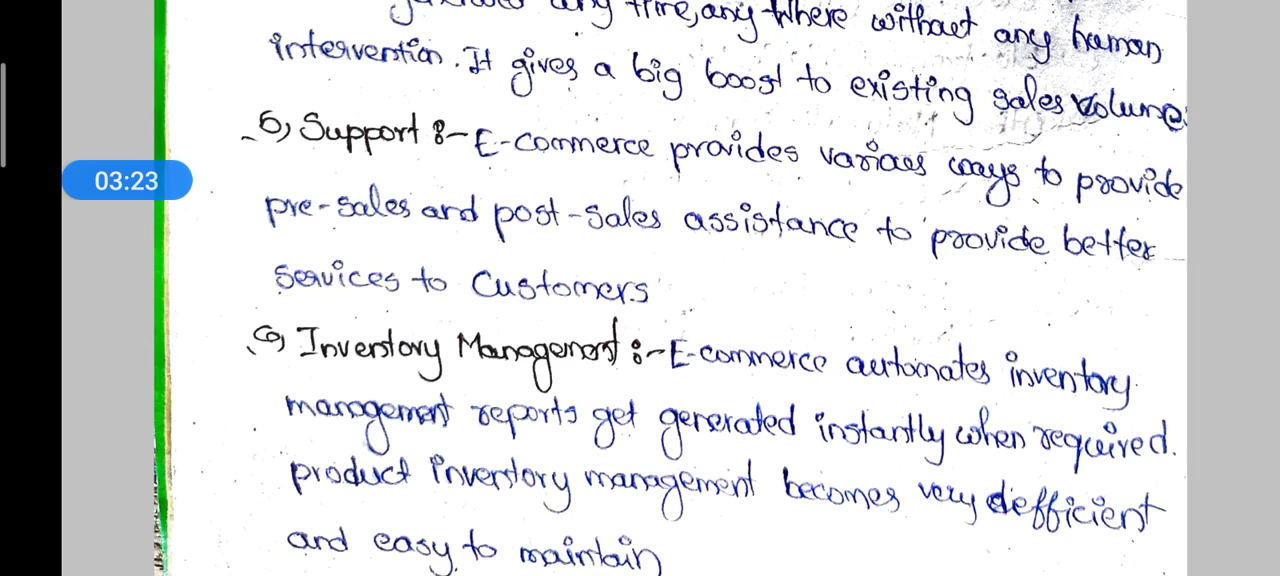 any time, any where without any human
intervention. It gives a big boost to existing sales volume.
5) Support :- E-commerce provides various ways to provide
03:23
pre-sales and post-sales assistance to provide better
services to Customers
6) Inventory Management :- E-commerce automates inventory
management reports get generated instantly when required.
product inventory management becomes very efficient
and easy to maintain